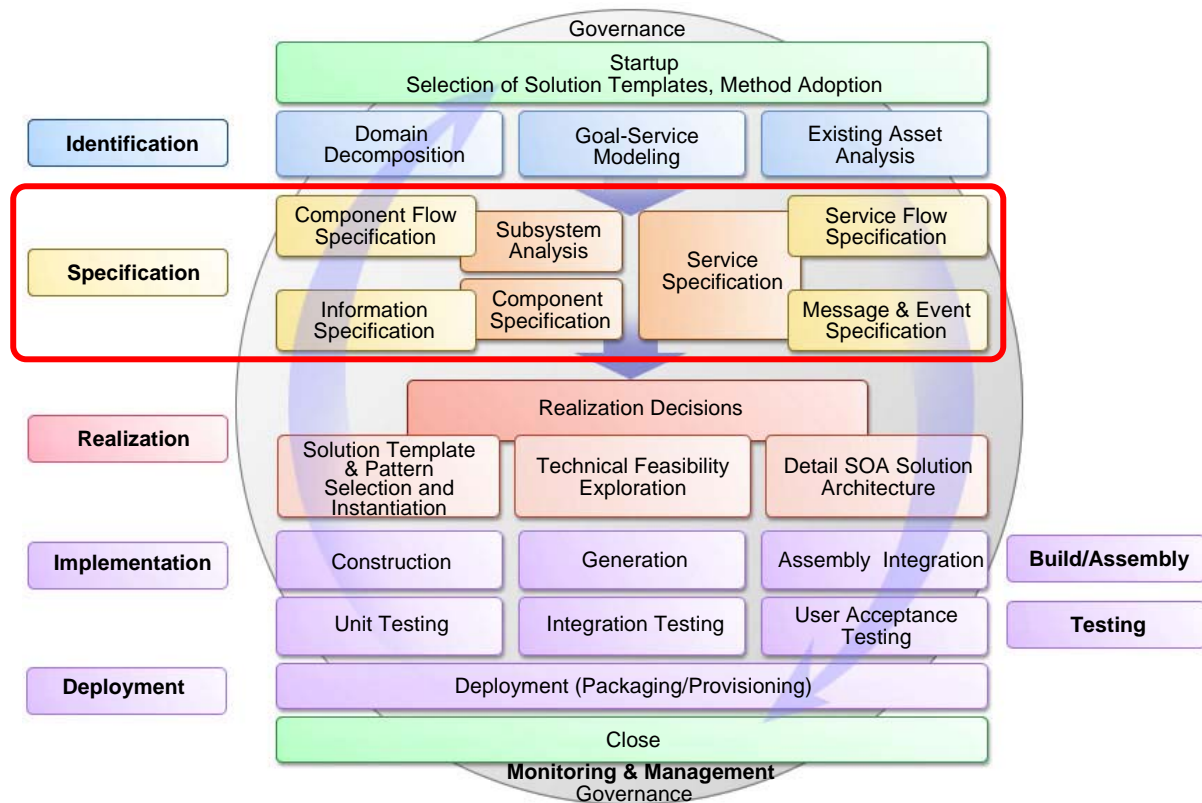 Governance
Startup
Selection of Solution Templates, Method Adoption
Identification
Domain
Decomposition
Goal-Service
Modeling
Existing Asset
Analysis
Specification
Component Flow
Specification
Subsystem
Analysis
Information
Specification
Component
Specification
Service
Specification
Service Flow
Specification
Message & Event
Specification
Realization
Realization Decisions
Solution Template
& Pattern
Selection and
Instantiation
Technical Feasibility
Exploration
Detail SOA Solution
Architecture
Implementation
Construction
Generation
Assembly Integration
Build/Assembly
Unit Testing
Integration Testing
User Acceptance
Testing
Testing
Deployment
Deployment (Packaging/Provisioning)
Close
Monitoring & Management
Governance